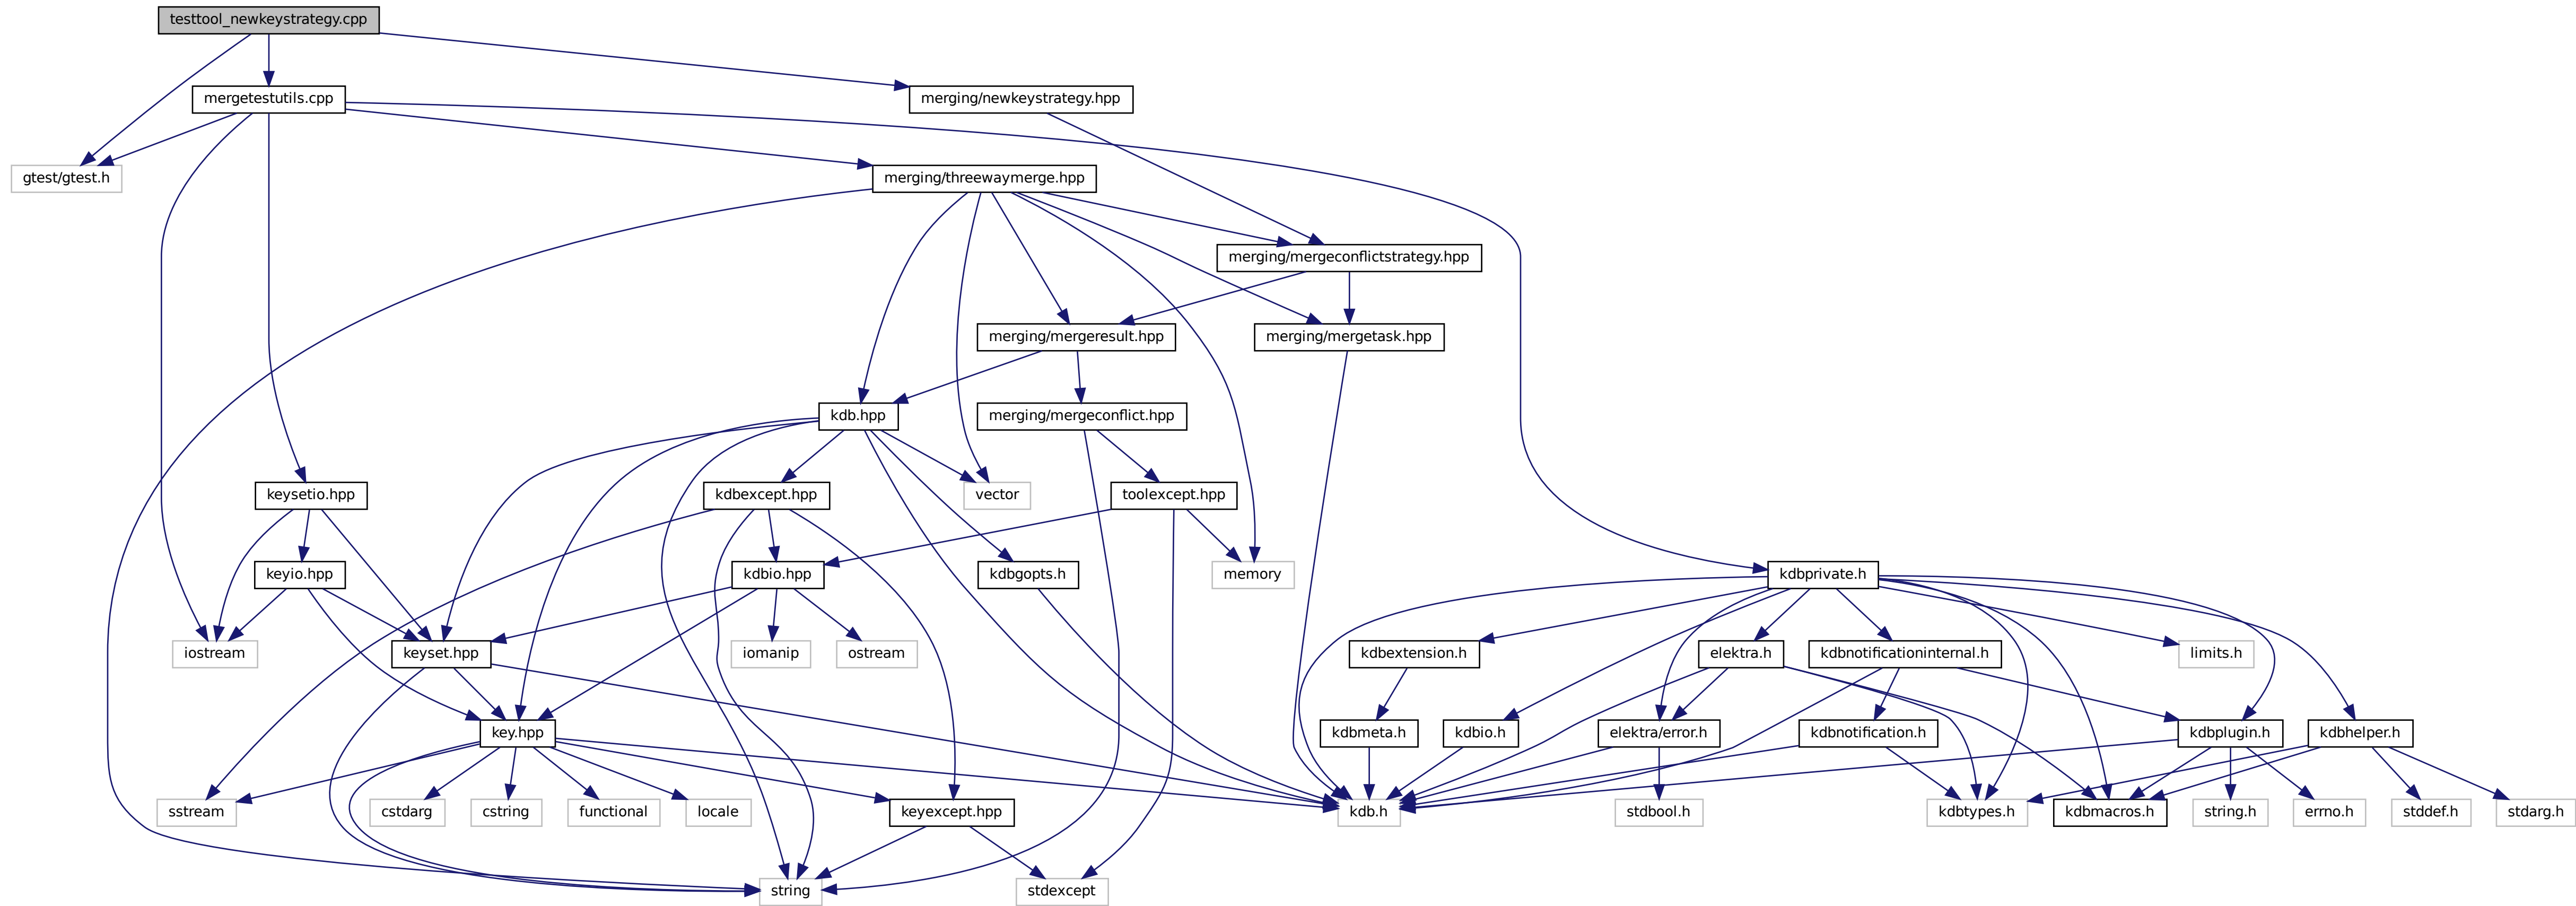 testtool_newkeystrategy.cpp
mergetestutils.cpp
merging/newkeystrategy.hpp
gtest/gtest.h
merging/threewaymerge.hpp
merging/mergeconflictstrategy.hpp
merging/mergeresult.hpp
merging/mergetask.hpp
kdb.hpp
merging/mergeconflict.hpp
keysetio.hpp
kdbexcept.hpp
vector
toolexcept.hpp
keyio.hpp
kdbio.hpp
kdbgopts.h
memory
kdbprivate.h
iostream
keyset.hpp
iomanip
ostream
kdbextension.h
elektra.h
kdbnotificationinternal.h
limits.h
key.hpp
kdbmeta.h
kdbio.h
elektra/error.h
kdbnotification.h
kdbplugin.h
kdbhelper.h
sstream
cstdarg
cstring
functional
locale
keyexcept.hpp
kdb.h
stdbool.h
kdbtypes.h
kdbmacros.h
string.h
errno.h
stddef.h
stdarg.h
string
stdexcept